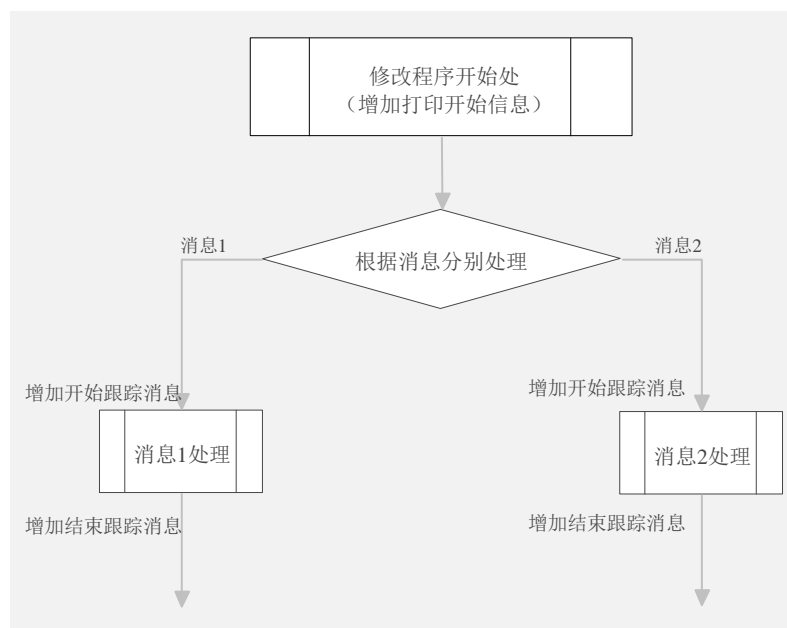 修改程序开始处
（增加打印开始信息）
消息1
消息2
根据消息分别处理
增加开始跟踪消息
增加开始跟踪消息
消息1处理
消息2处理
增加结束跟踪消息
增加结束跟踪消息